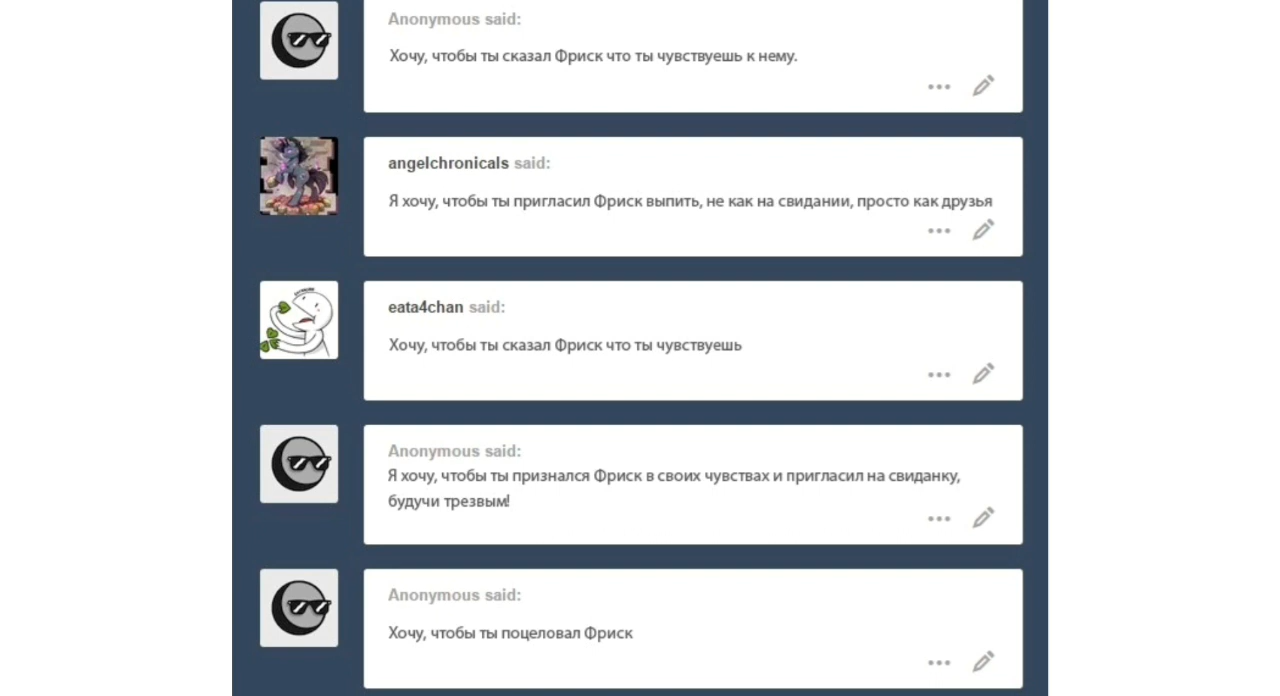 Anonymous said:
Хочу, чтобы ты сказал Фриск что ты чувствуешь к нему.
angelchronicals said:
Я хочу, чтобы ты пригласил Фриск выпить, не как на свидании, просто как друзья
eata4chan said:
Хочу, чтобы ты сказал Фриск что ты чувствуешь
Anonymous said:
Я хочу, чтобы ты признался Фриск в своих чувствах и пригласил на свиданку,
будучи трезвым!
Anonymous said:
Хочу, чтобы ты поцеловал Фриск